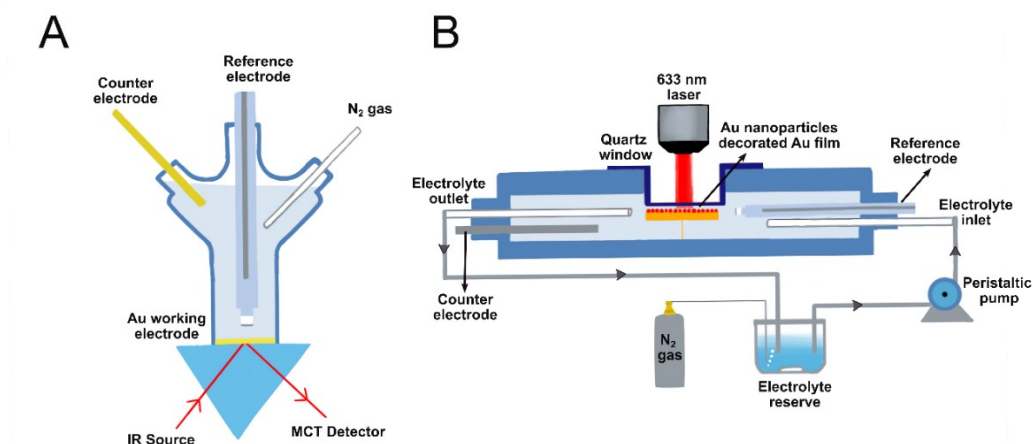 A
Counter
electrode
Reference
electrode
N₂ gas
Au working
electrode
IR Source
MCT Detector
B
633 nm
laser
Quartz
window
Au nanoparticles
decorated Au film
Reference
electrode
Electrolyte
outlet
Electrolyte
inlet
Counter
electrode
Peristaltic
pump
N₂
gas
Electrolyte
reserve